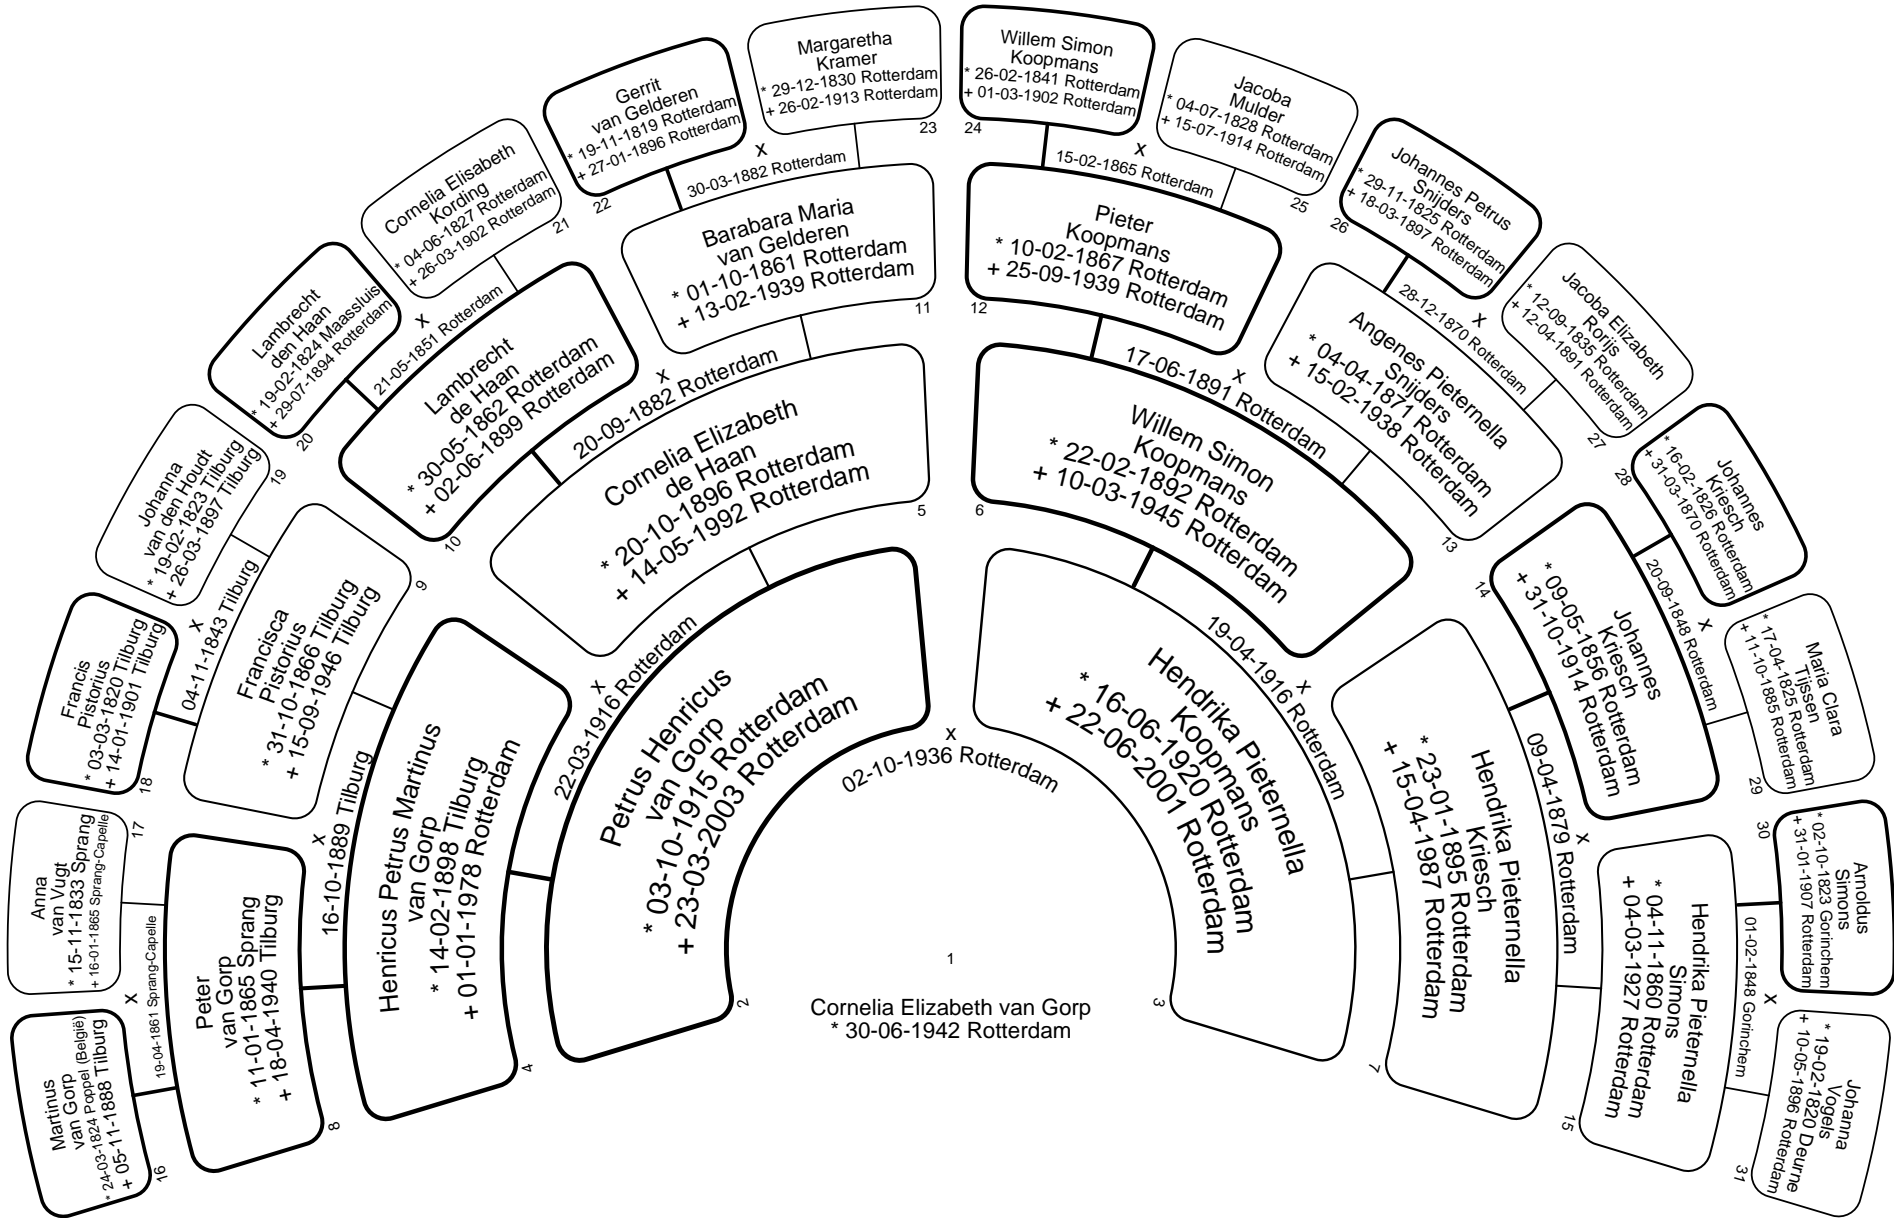 1
Cornelia Elizabeth van Gorp
* 30-06-1942 Rotterdam
Petrus Henricus
van Gorp
* 03-10-1915 Rotterdam
+ 23-03-2003 Rotterdam
2
x
02-10-1936 Rotterdam
Hendrika Pieternella
Koopmans
* 16-06-1920 Rotterdam
+ 22-06-2001 Rotterdam
3
Henricus Petrus Martinus
van Gorp
* 14-02-1898 Tilburg
+ 01-01-1978 Rotterdam
4
x
22-03-1916 Rotterdam
Cornelia Elizabeth
de Haan
* 20-10-1896 Rotterdam
+ 14-05-1992 Rotterdam
5
Willem Simon
Koopmans
* 22-02-1892 Rotterdam
+ 10-03-1945 Rotterdam
6
x
19-04-1916 Rotterdam
Hendrika Pieternella
Kriesch
* 23-01-1895 Rotterdam
+ 15-04-1987 Rotterdam
7
Peter
van Gorp
* 11-01-1865 Sprang
+ 18-04-1940 Tilburg
8
x
16-10-1889 Tilburg
Francisca
Pistorius
* 31-10-1866 Tilburg
+ 15-09-1946 Tilburg
9
Lambrecht
de Haan
* 30-05-1862 Rotterdam
+ 02-06-1899 Rotterdam
10
x
20-09-1882 Rotterdam
Barabara Maria
van Gelderen
* 01-10-1861 Rotterdam
+ 13-02-1939 Rotterdam
11
Pieter
Koopmans
* 10-02-1867 Rotterdam
+ 25-09-1939 Rotterdam
12
x
17-06-1891 Rotterdam
Angenes Pieternella
Snijders
* 04-04-1871 Rotterdam
+ 15-02-1938 Rotterdam
13
Johannes
Kriesch
* 09-05-1856 Rotterdam
+ 31-10-1914 Rotterdam
14
x
09-04-1879 Rotterdam
Hendrika Pieternella
Simons
* 04-11-1860 Rotterdam
+ 04-03-1927 Rotterdam
15
Martinus
van Gorp
* 24-03-1824 Poppel (België)
+ 05-11-1888 Tilburg
16
x
19-04-1861 Sprang-Capelle
Anna
van Vugt
* 15-11-1833 Sprang
+ 16-01-1865 Sprang-Capelle
17
Francis
Pistorius
* 03-03-1820 Tilburg
+ 14-01-1901 Tilburg
18
x
04-11-1843 Tilburg
Johanna
van den Houdt
* 19-02-1823 Tilburg
+ 26-03-1897 Tilburg
19
Lambrecht
den Haan
* 19-02-1824 Maassluis
+ 29-07-1894 Rotterdam
20
x
21-05-1851 Rotterdam
Cornelia Elisabeth
Kording
* 04-06-1827 Rotterdam
+ 26-03-1902 Rotterdam
21
Gerrit
van Gelderen
* 19-11-1819 Rotterdam
+ 27-01-1896 Rotterdam
22
x
30-03-1882 Rotterdam
Margaretha
Kramer
* 29-12-1830 Rotterdam
+ 26-02-1913 Rotterdam
23
Willem Simon
Koopmans
* 26-02-1841 Rotterdam
+ 01-03-1902 Rotterdam
24
x
15-02-1865 Rotterdam
Jacoba
Mulder
* 04-07-1828 Rotterdam
+ 15-07-1914 Rotterdam
25
Johannes Petrus
Snijders
* 29-11-1825 Rotterdam
+ 18-03-1897 Rotterdam
26
x
28-12-1870 Rotterdam
Jacoba Elizabeth
Rorijs
* 12-09-1835 Rotterdam
+ 12-04-1891 Rotterdam
27
Johannes
Kriesch
* 16-02-1826 Rotterdam
+ 31-03-1870 Rotterdam
28
x
20-09-1848 Rotterdam
Maria Clara
Tijssen
* 17-04-1825 Rotterdam
+ 11-10-1885 Rotterdam
29
Arnoldus
Simons
* 02-10-1823 Gorinchem
+ 31-01-1907 Rotterdam
30
x
01-02-1848 Gorinchem
Johanna
Vogels
* 19-02-1820 Deurne
+ 10-05-1896 Rotterdam
31